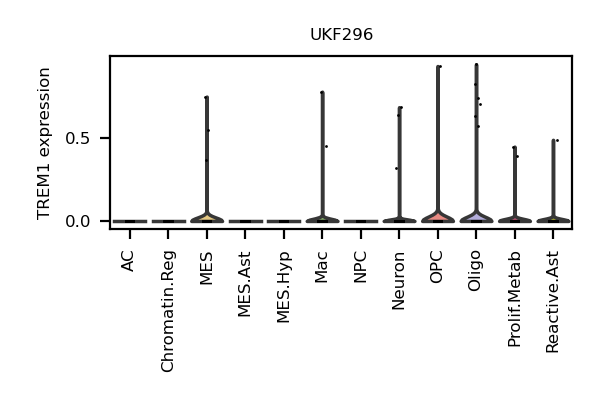 UKF296
TREM1 expression
0.5
0.0
AC
Chromatin.Reg
MES
MES.Ast
MES.Hyp
Mac
NPC
Neuron
OPC
Oligo
Prolif.Metab
Reactive.Ast